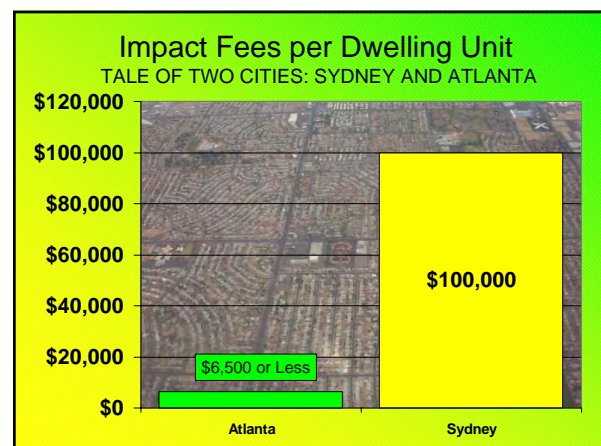 Impact Fees per Dwelling Unit
TALE OF TWO CITIES: SYDNEY AND ATLANTA
$120,000
$100,000
$80,000
$60,000
$40,000
$20,000
$0
$6,500 or Less
$100,000
Atlanta
Sydney